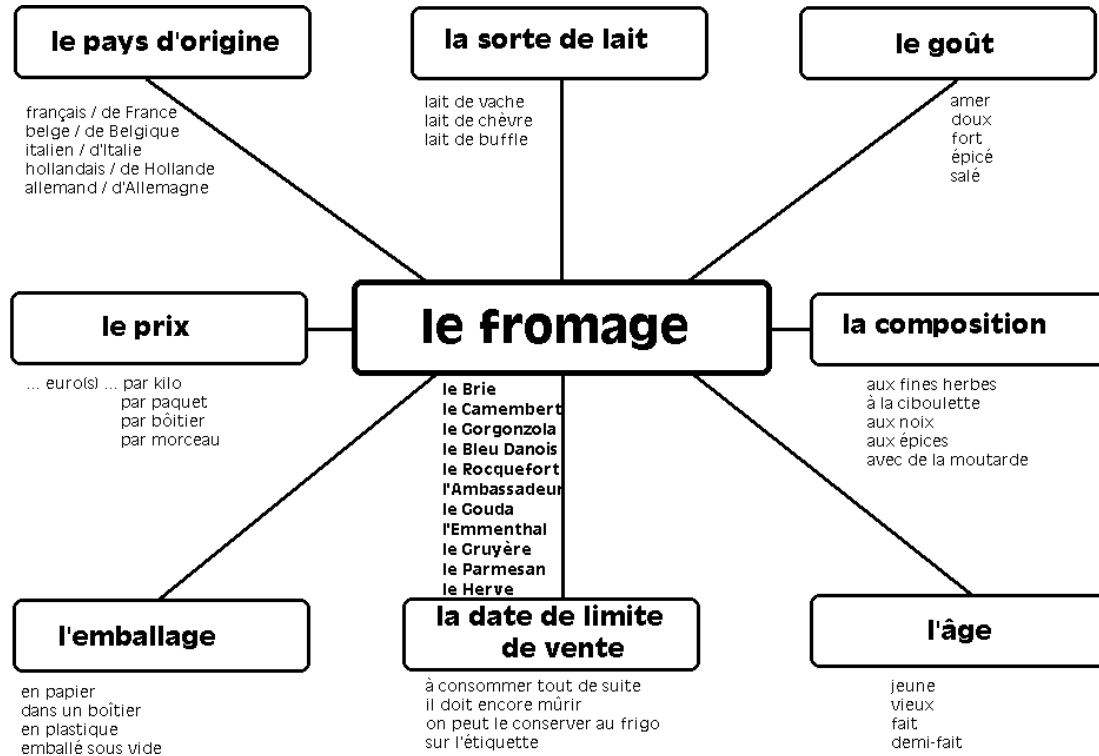 le pays d'origine
français / de France
belge / de Belgique
italien / d'Italie
hollandais / de Hollande
allemand / d'Allemagne
la sorte de lait
lait de vache
lait de chèvre
lait de buffle
le goût
amer
doux
fort
épicé
salé
le prix
... euro(s) ... par kilo
par paquet
par bôitier
par morceau
le fromage
le Brie
le Camembert
le Gorgonzola
le Bleu Danois
le Rocquefort
l'Ambassadeur
le Gouda
l'Emmenthal
le Gruyère
le Parmesan
le Herve
la composition
aux fines herbes
à la ciboulette
aux noix
aux épices
avec de la moutarde
l'emballage
en papier
dans un boîtier
en plastique
emballé sous vide
la date de limite
de vente
à consommer tout de suite
il doit encore mûrir
on peut le conserver au frigo
sur l'étiquette
l'âge
jeune
vieux
fait
demi-fait